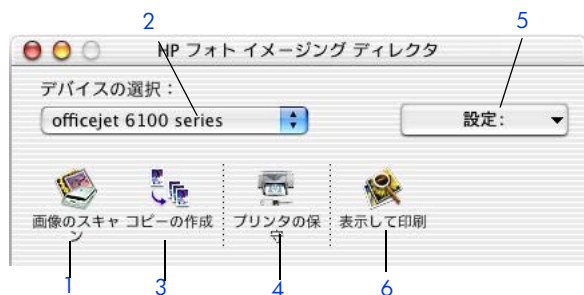 2
5
HP フォト イメージング ディレクタ
デバイスの選択：
officejet 6100 series
設定：
画像のスキャ
ン
コピーの作成
プリンタの保
守
表示して印刷
1
3
4
6